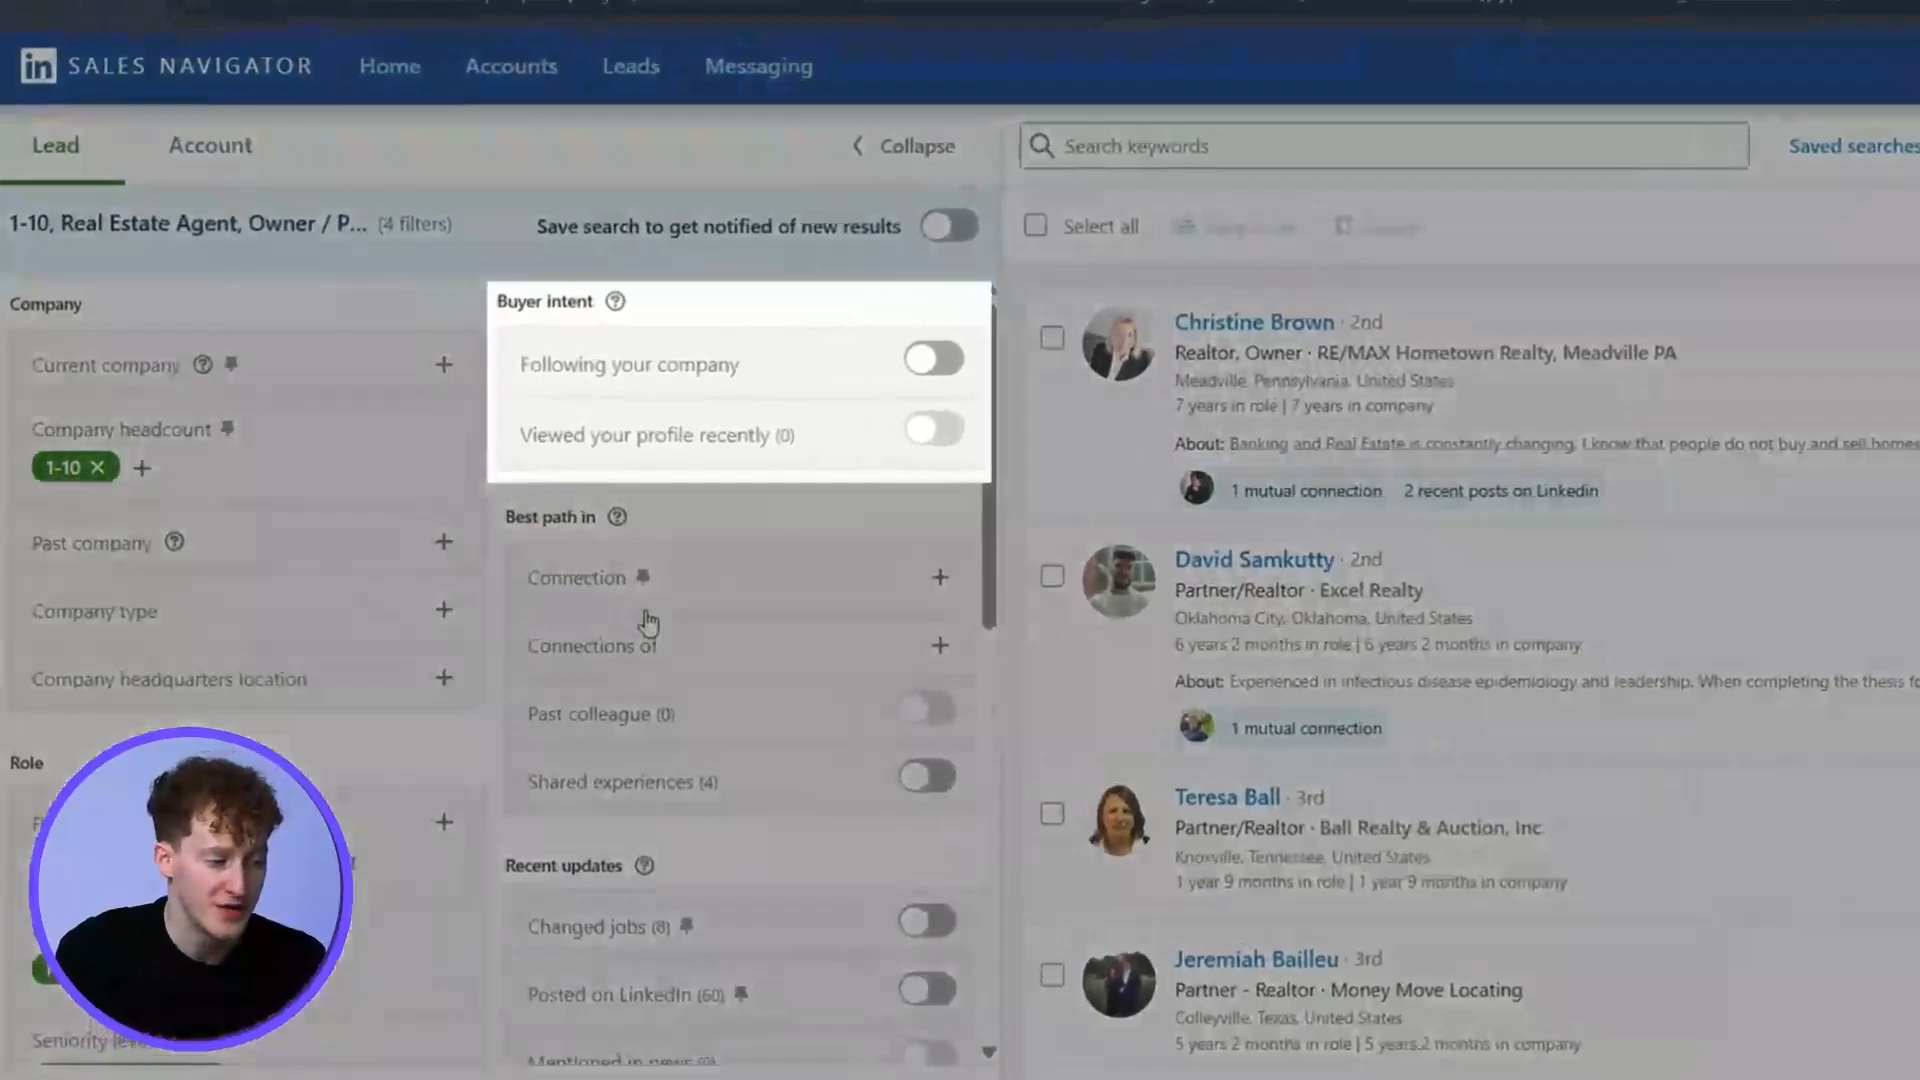 in SALES NAVIGATOR
Home
Accounts
Leads
Messaging
Lead
Account
Collapse
Search keywords
Saved searches
1-10, Real Estate Agent, Owner / P... (4 filters)
Save search to get notified of new results
Select all
Company
Current company
Company headcount
1-10
Past company
Company type
Company headquarters location
Role
Buyer intent
Following your company
Viewed your profile recently (0)
Best path in
Connection
Connections of
Past colleague (0)
Shared experiences (4)
Recent updates
Changed jobs (8)
Posted on LinkedIn (60)
Mentioned in news (0)
Christine Brown · 2nd
Realtor, Owner · RE/MAX Hometown Realty, Meadville PA
Meadville, Pennsylvania, United States
7 years in role | 7 years in company
About: Banking and Real Estate is constantly changing. I know that people do not buy and sell homes
1 mutual connection
2 recent posts on Linkedin
David Samkutty · 2nd
Partner/Realtor · Excel Realty
Oklahoma City, Oklahoma, United States
6 years 2 months in role | 6 years 2 months in company
About: Experienced in infectious disease epidemiology and leadership. When completing the thesis
1 mutual connection
Teresa Ball · 3rd
Partner/Realtor · Ball Realty & Auction, Inc.
Knoxville, Tennessee, United States
1 year 9 months in role | 1 year 9 months in company
Jeremiah Bailleu · 3rd
Partner - Realtor · Money Move Locating
Colleyville, Texas, United States
5 years 2 months in role | 5 years 2 months in company